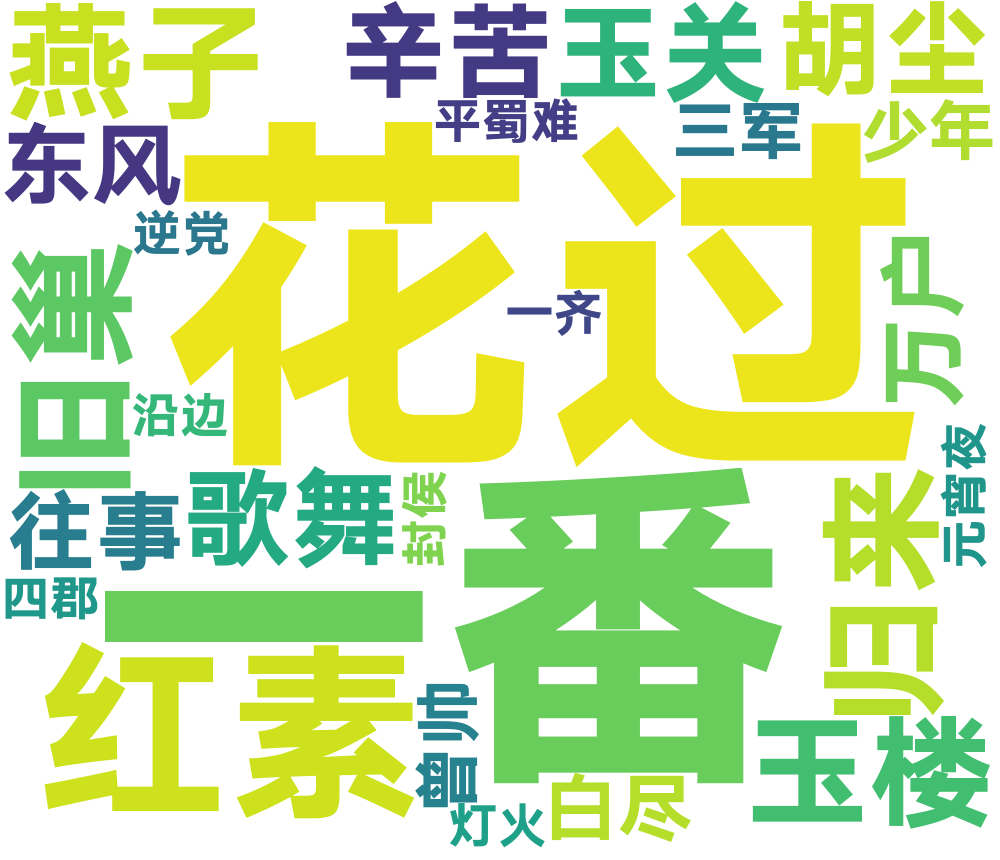 燕子
辛苦
玉关
胡尘
平蜀难
三军
少年
东风
花过
逆党
一齐
万户
旧巢
沿边
元宵夜
往事
歌舞
封侯
归来
四郡
一番
红素
曾帅
玉楼
灯火
白尽